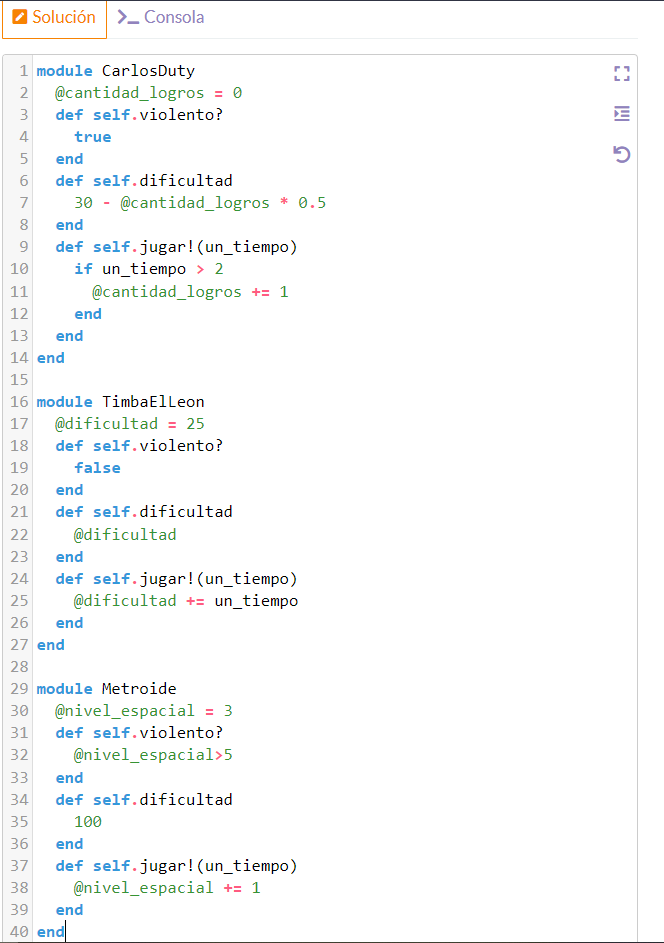 Solución >_ Consola
1 module CarlosDuty
2   @cantidad_logros = 0
3   def self.violento?
4     true
5   end
6   def self.dificultad
7     30 - @cantidad_logros * 0.5
8   end
9   def self.jugar!(un_tiempo)
10     if un_tiempo > 2
11       @cantidad_logros += 1
12     end
13   end
14 end
15
16 module TimbaElLeon
17   @dificultad = 25
18   def self.violento?
19     false
20   end
21   def self.dificultad
22     @dificultad
23   end
24   def self.jugar!(un_tiempo)
25     @dificultad += un_tiempo
26   end
27 end
28
29 module Metroide
30   @nivel_espacial = 3
31   def self.violento?
32     @nivel_espacial>5
33   end
34   def self.dificultad
35     100
36   end
37   def self.jugar!(un_tiempo)
38     @nivel_espacial += 1
39   end
40 end